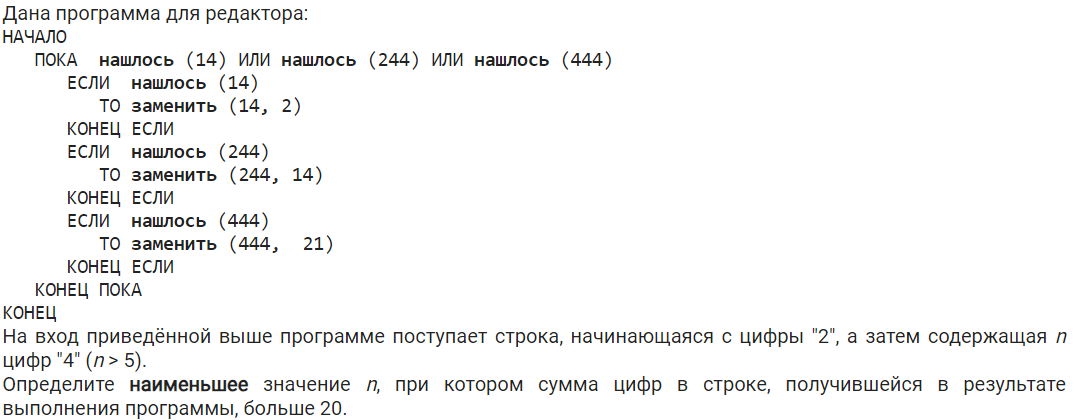 Дана программа для редактора:
НАЧАЛО
ПОКА нашлось (14) ИЛИ нашлось (244) ИЛИ нашлось (444)
ЕСЛИ нашлось (14)
ТО заменить (14, 2)
КОНЕЦ ЕСЛИ
ЕСЛИ нашлось (244)
ТО заменить (244, 14)
КОНЕЦ ЕСЛИ
ЕСЛИ нашлось (444)
ТО заменить (444, 21)
КОНЕЦ ЕСЛИ
КОНЕЦ ПОКА
КОНЕЦ
На вход приведённой выше программе поступает строка, начинающаяся с цифры "2", а затем содержащая n
цифр "4" (n > 5).
Определите наименьшее значение n, при котором сумма цифр в строке, получившейся в результате
выполнения программы, больше 20.